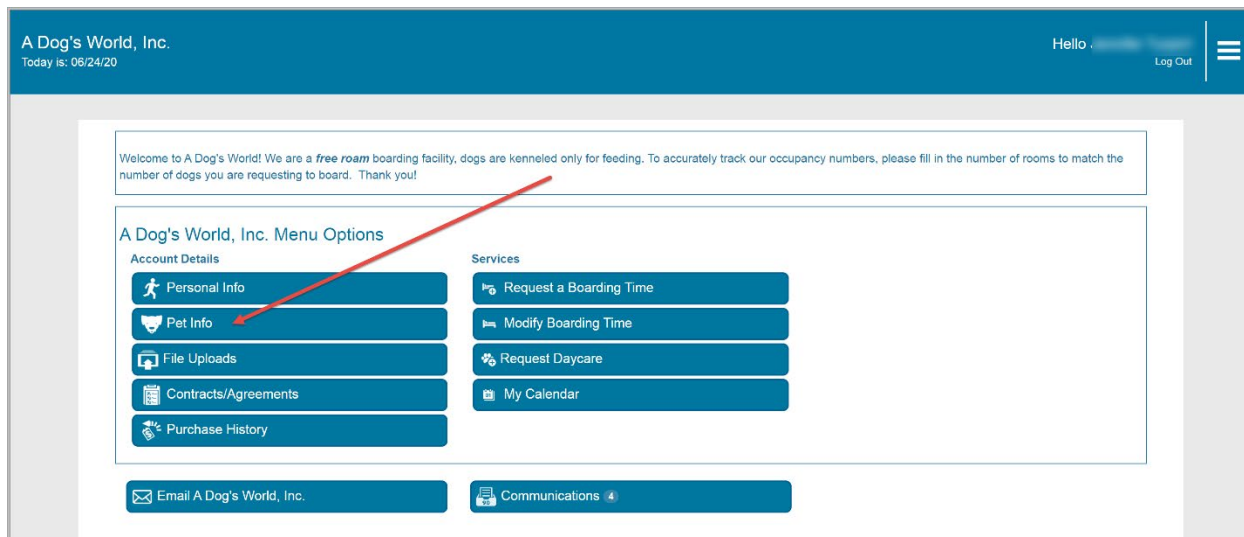 A Dog's World, Inc.
Today is: 06/24/20
Hello
Log Out
Welcome to A Dog's World! We are a free roam boarding facility, dogs are kenneled only for feeding. To accurately track our occupancy numbers, please fill in the number of rooms to match the
number of dogs you are requesting to board. Thank you!
A Dog's World, Inc. Menu Options
Account Details
Services
Personal Info
Request a Boarding Time
Pet Info
Modify Boarding Time
File Uploads
Request Daycare
Contracts/Agreements
My Calendar
Purchase History
Email A Dog's World, Inc.
Communications 4